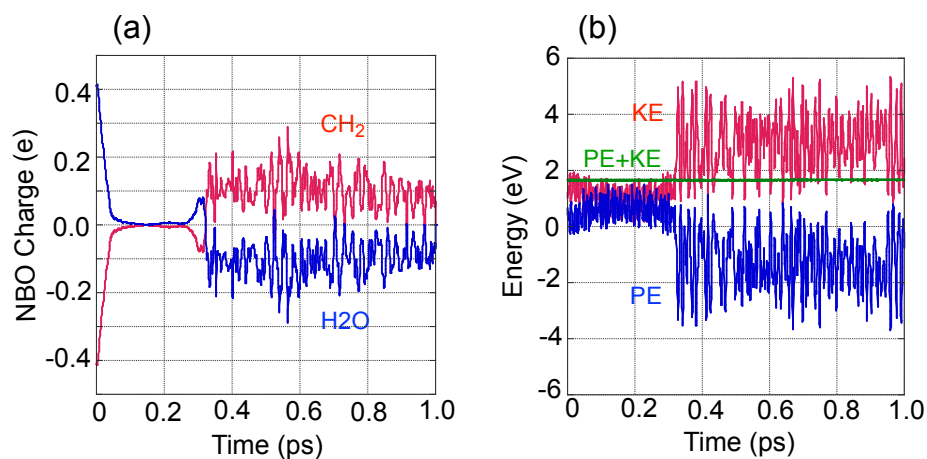 (a)
NBO Charge (e)
0.4
0.2
0.0
-0.2
-0.4
CH₂
H2O
0 0.2 0.4 0.6 0.8 1.0
Time (ps)
(b)
Energy (eV)
6
4
2
0
-2
-4
-6
KE
PE+KE
PE
0 0.2 0.4 0.6 0.8 1.0
Time (ps)